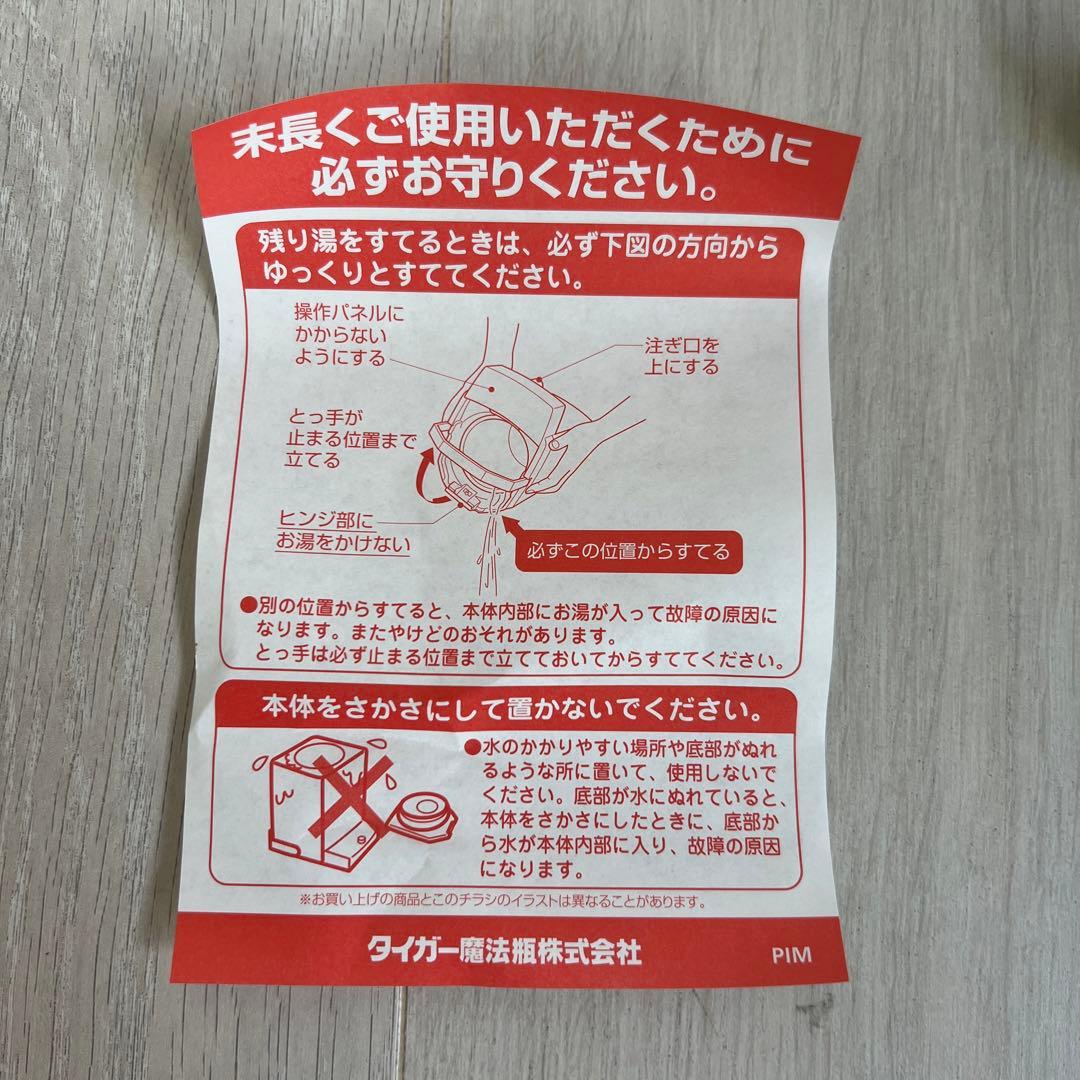 末長くご使用いただくために
必ずお守りください。
残り湯をすてるときは、必ず下図の方向から
ゆっくりとすててください。
操作パネルに
かからない
ようにする
注ぎ口を
上にする
とっ手が
止まる位置まで
立てる
ヒンジ部に
お湯をかけない
必ずこの位置からすてる
●別の位置からすてると、本体内部にお湯が入って故障の原因に
なります。またやけどのおそれがあります。
とっ手は必ず止まる位置まで立てておいてからすててください。
本体をさかさにして置かないでください。
●水のかかりやすい場所や底部がぬれ
るような所に置いて、使用しないで
ください。底部が水にぬれていると、
本体をさかさにしたときに、底部か
ら水が本体内部に入り、故障の原因
になります。
※お買い上げの商品とこのチラシのイラストは異なることがあります。
タイガー魔法瓶株式会社
PIM